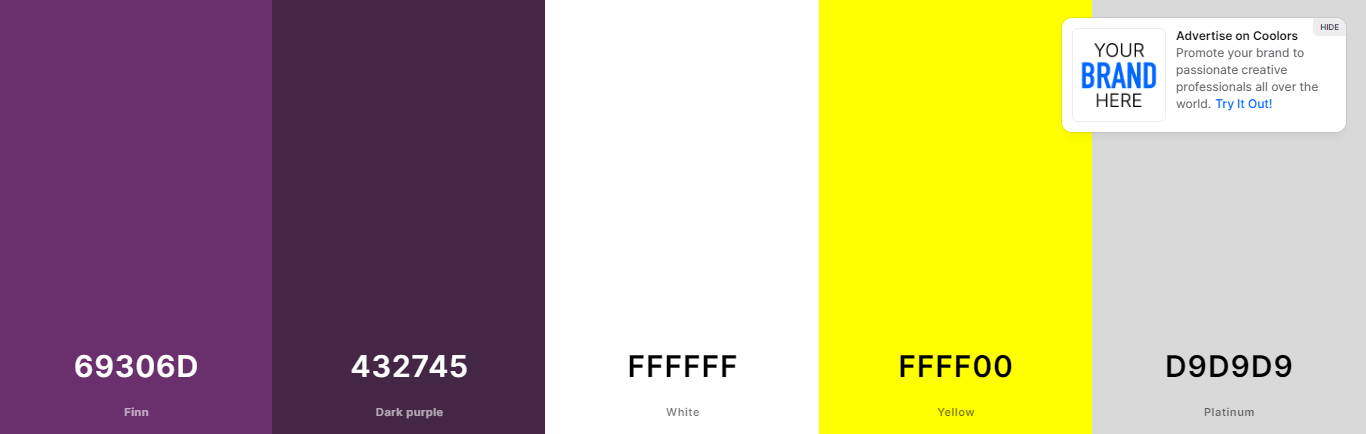 HIDE
YOUR
BRAND
HERE
Advertise on Coolors
Promote your brand to
passionate creative
professionals all over the
world. Try It Out!
69306D
432745
FFFFFF
FFFF00
D9D9D9
Finn
Dark purple
White
Yellow
Platinum